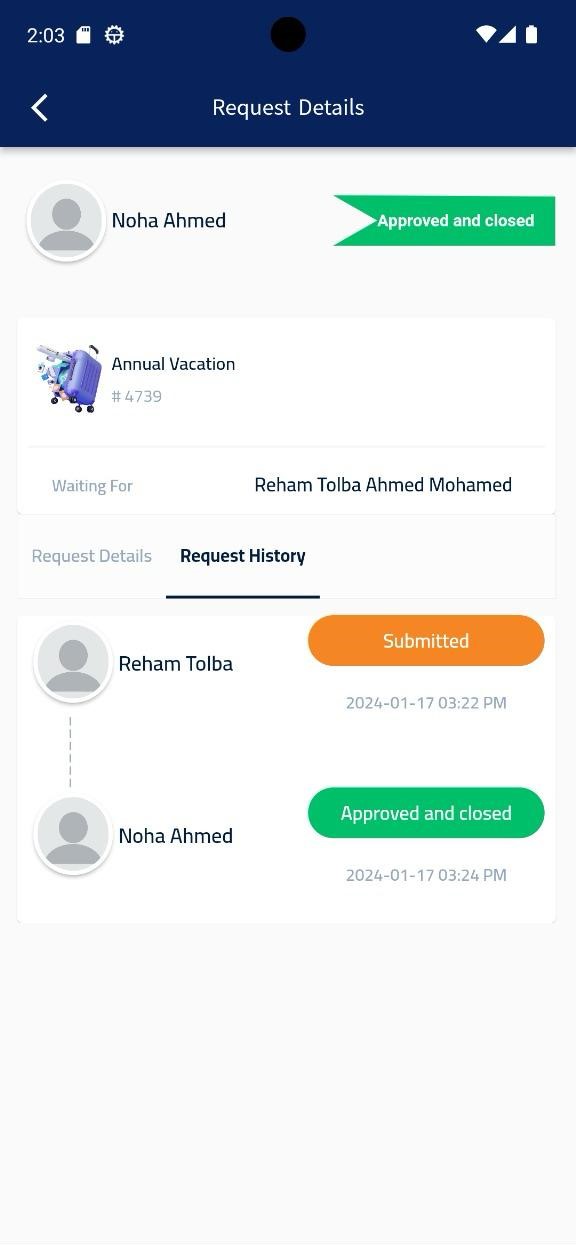 2:03
Request Details
Noha Ahmed
Approved and closed
Annual Vacation
# 4739
Waiting For Reham Tolba Ahmed Mohamed
Request Details Request History
Reham Tolba
Submitted
2024-01-17 03:22 PM
Noha Ahmed
Approved and closed
2024-01-17 03:24 PM